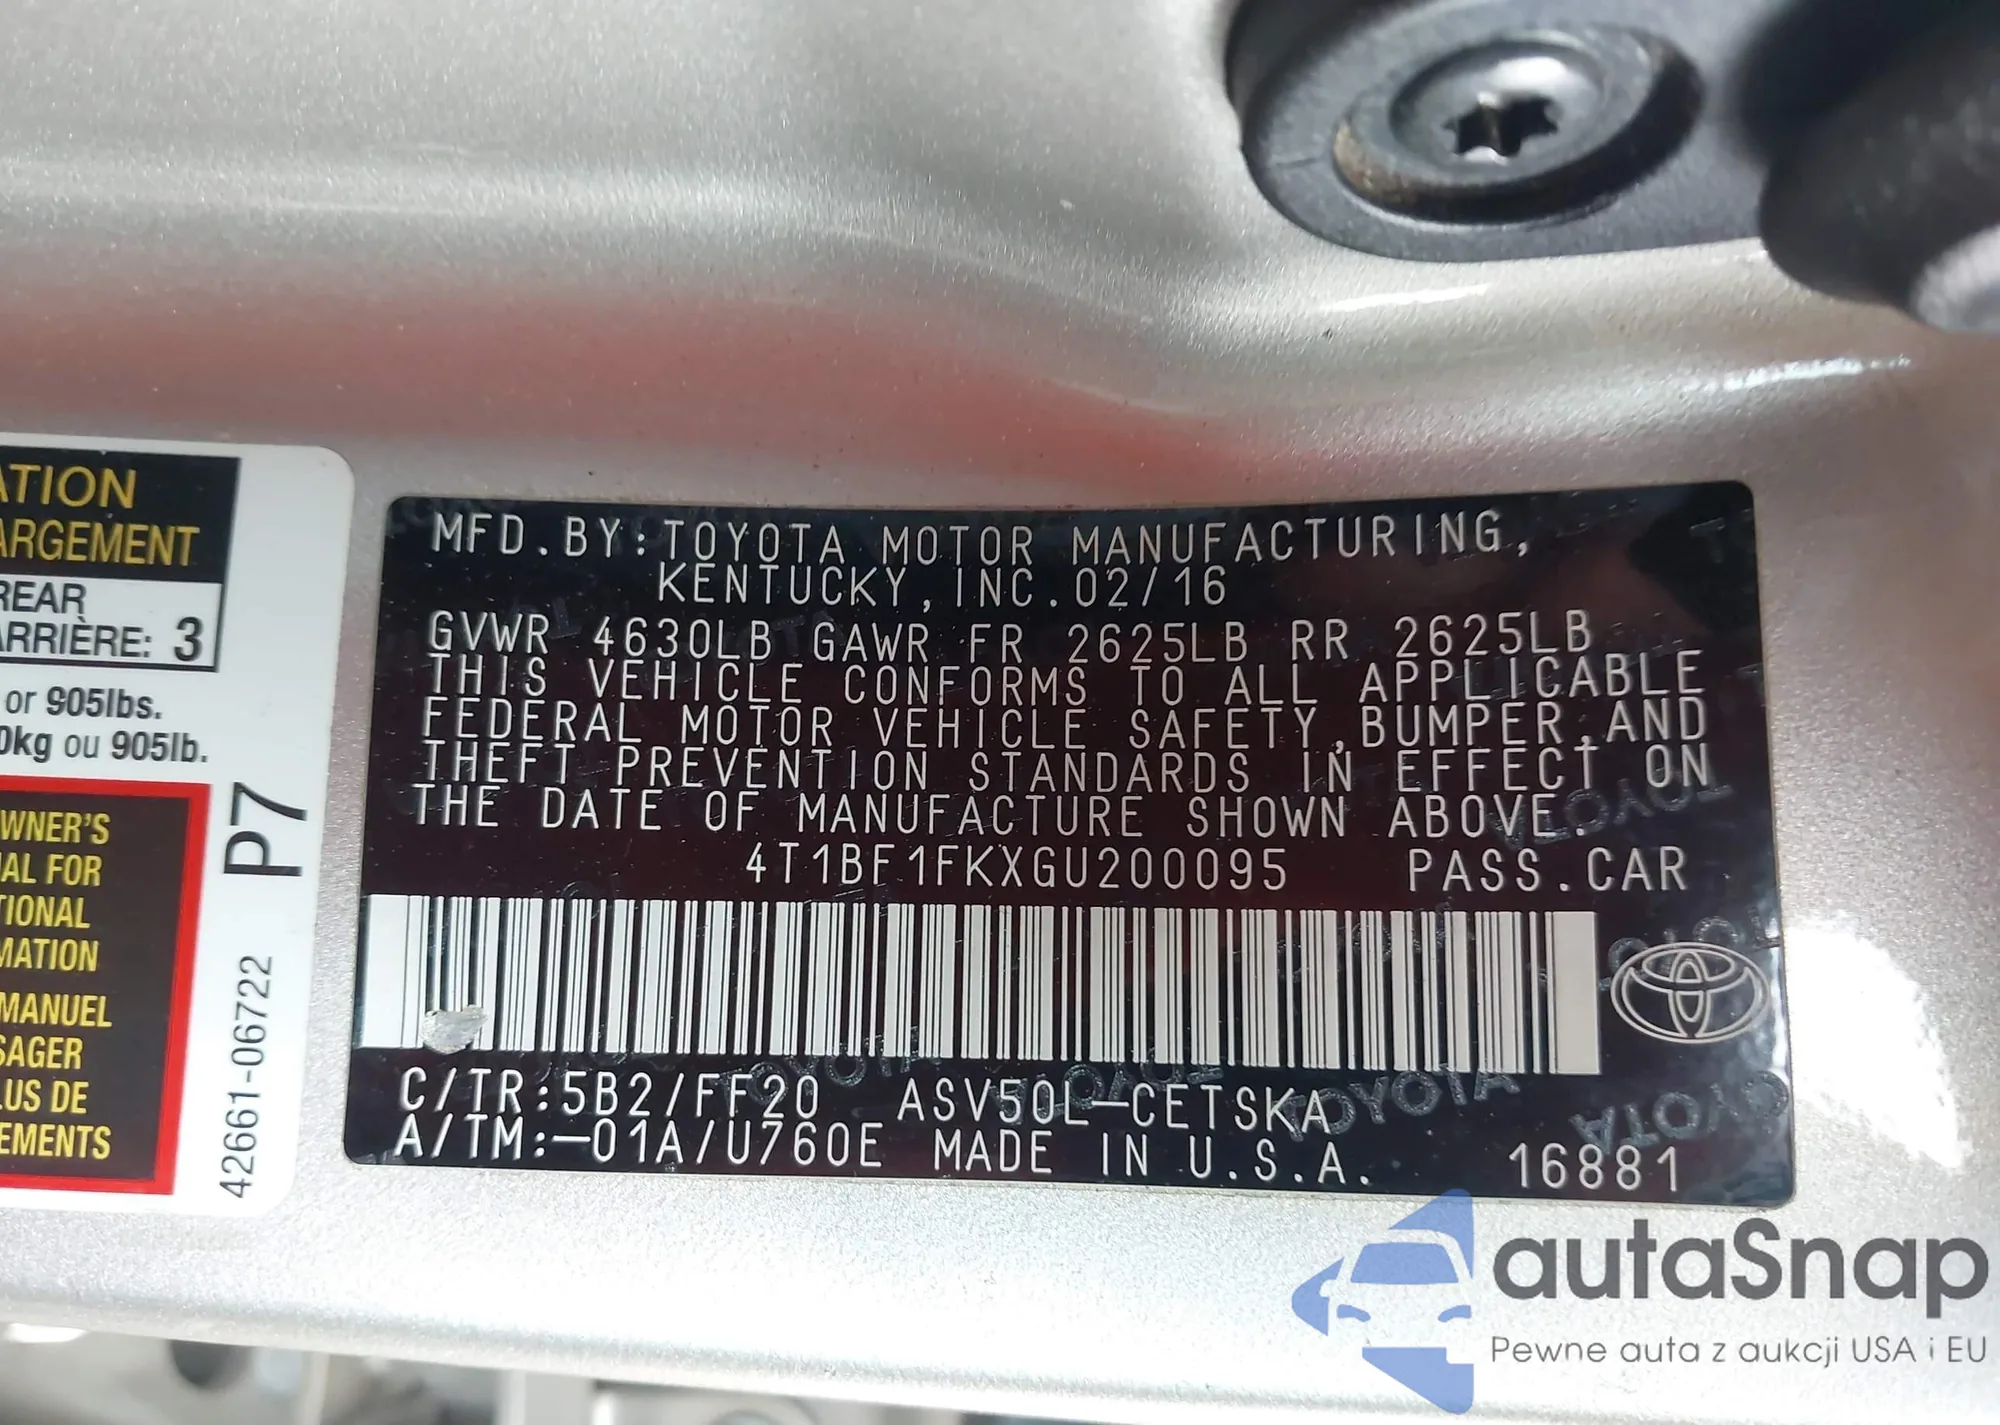 ATION
ARGEMENT
REAR
ARRIÈRE: 3
or 905lbs.
0kg ou 905lb.
WNER'S
AL FOR
TIONAL
MATION
MANUEL
SAGER
LUS DE
EMENTS
P7
42661-06722
MFD.BY:TOYOTA MOTOR MANUFACTURING,
KENTUCKY,INC.02/16
GVWR 4630LB GAWR FR 2625LB RR 2625LB
THIS VEHICLE CONFORMS TO ALL APPLICABLE
FEDERAL MOTOR VEHICLE SAFETY,BUMPER,AND
THEFT PREVENTION STANDARDS IN EFFECT ON
THE DATE OF MANUFACTURE SHOWN ABOVE.
4T1BF1FKXGU200095 PASS.CAR
C/TR:5B2/FF20 ASV50L-CETSKA
A/TM:-01A/U760E MADE IN U.S.A. 16881
autaSnap
Pewne auta z aukcji USA i EU